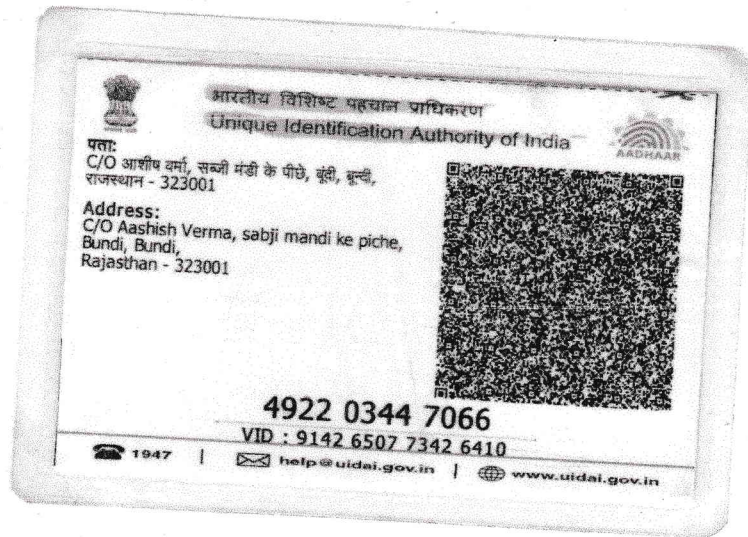 भारतीय विशिष्ट पहचान प्राधिकरण
Unique Identification Authority of India
AADHAAR
पता:
C/O आशीष वर्मा, सब्जी मंडी के पीछे, बूंदी, बून्दी,
राजस्थान - 323001
Address:
C/O Aashish Verma, sabji mandi ke piche,
Bundi, Bundi,
Rajasthan - 323001
4922 0344 7066
VID : 9142 6507 7342 6410
1947 | help@uidai.gov.in | www.uidai.gov.in